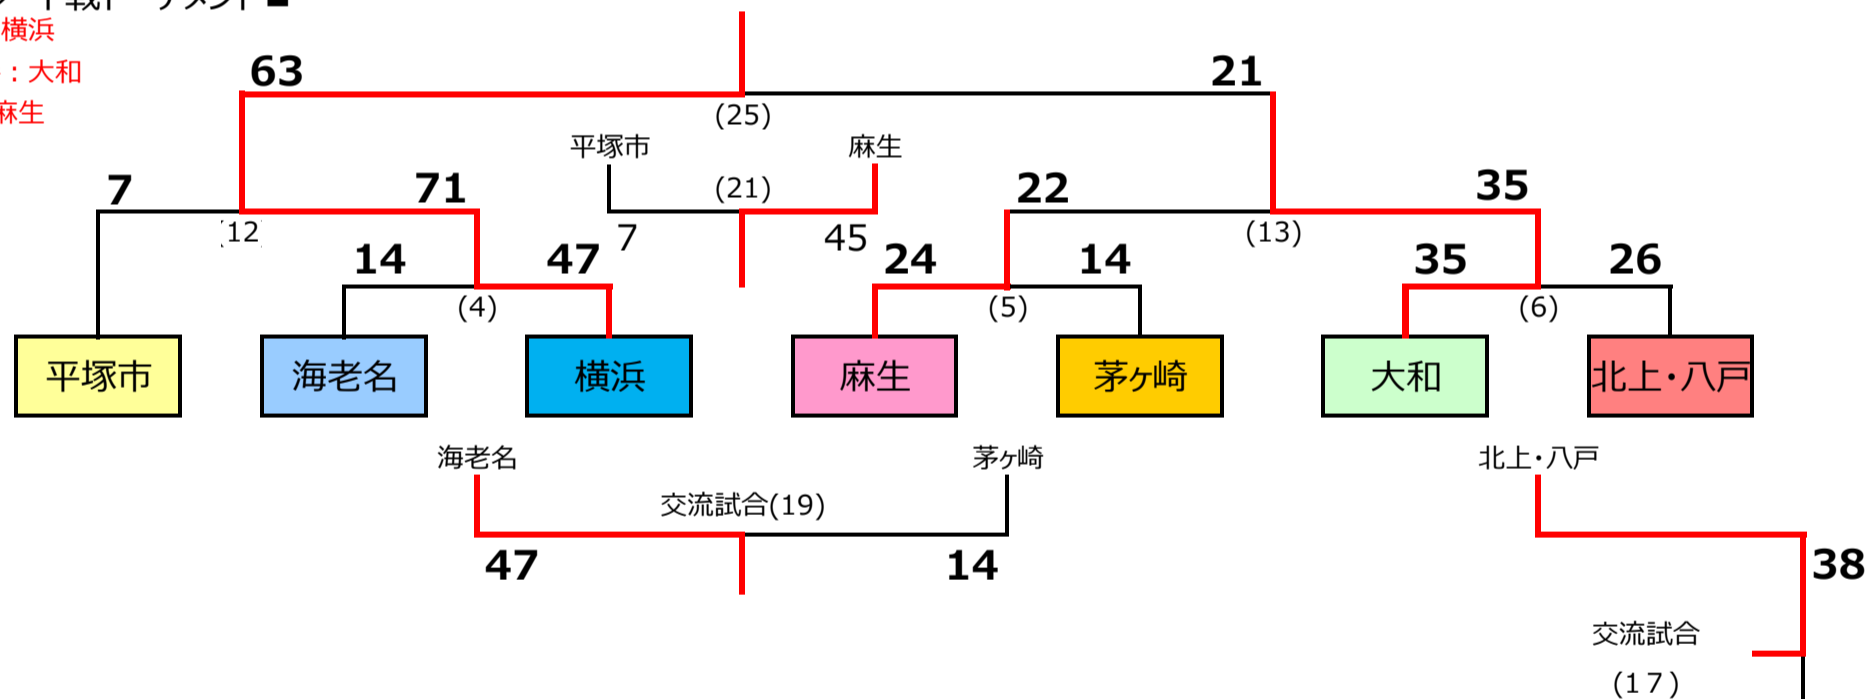 横浜
：大和
麻生
63
21
(25)
平塚市
麻生
7
71
(21)
22
35
(12
7
45
(13)
14
47
24
14
35
26
(4)
(5)
(6)
平塚市
海老名
横浜
麻生
茅ヶ崎
大和
北上・八戸
海老名
茅ヶ崎
北上・八戸
交流試合(19)
47
14
38
交流試合
(１７)